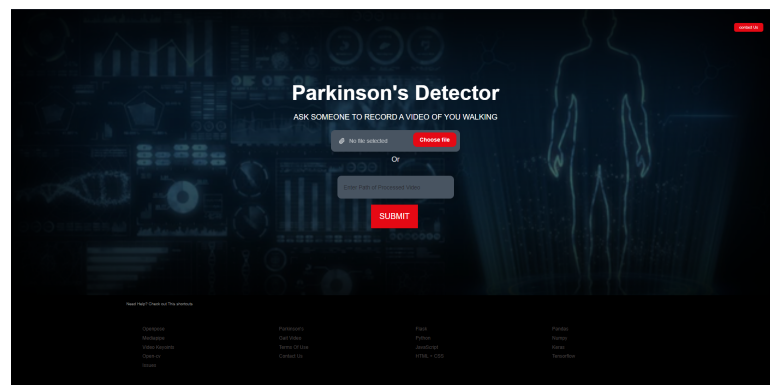 contact Us
Parkinson's Detector
ASK SOMEONE TO RECORD A VIDEO OF YOU WALKING
No file selected
Choose file
Or
Enter Path of Processed Video
SUBMIT
Need Help? Check out This shortcuts.
Openpose
Parkinson's
Flask
Pandas
Mediapipe
Gait Video
Python
Numpy
Video Records
Terms Of Use
JavaScript
Keras
Open-cv
Contact Us
HTML + CSS
Tensorflow